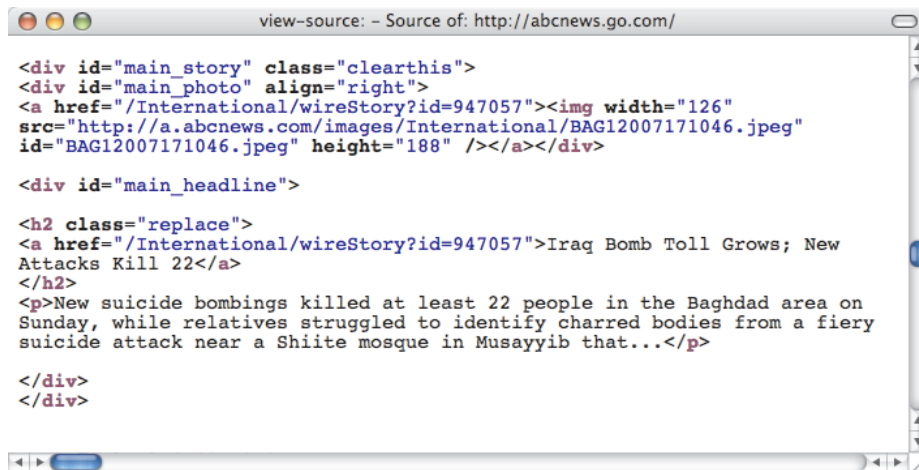 view-source: – Source of: http://abcnews.go.com/
<div id="main_story" class="clearthis">
<div id="main_photo" align="right">
<a href="/International/wireStory?id=947057"><img width="126"
src="http://a.abcnews.com/images/International/BAG12007171046.jpeg"
id="BAG12007171046.jpeg" height="188" /></a></div>
<div id="main_headline">
<h2 class="replace">
<a href="/International/wireStory?id=947057">Iraq Bomb Toll Grows; New
Attacks Kill 22</a>
</h2>
<p>New suicide bombings killed at least 22 people in the Baghdad area on
Sunday, while relatives struggled to identify charred bodies from a fiery
suicide attack near a Shiite mosque in Musayyib that...</p>
</div>
</div>